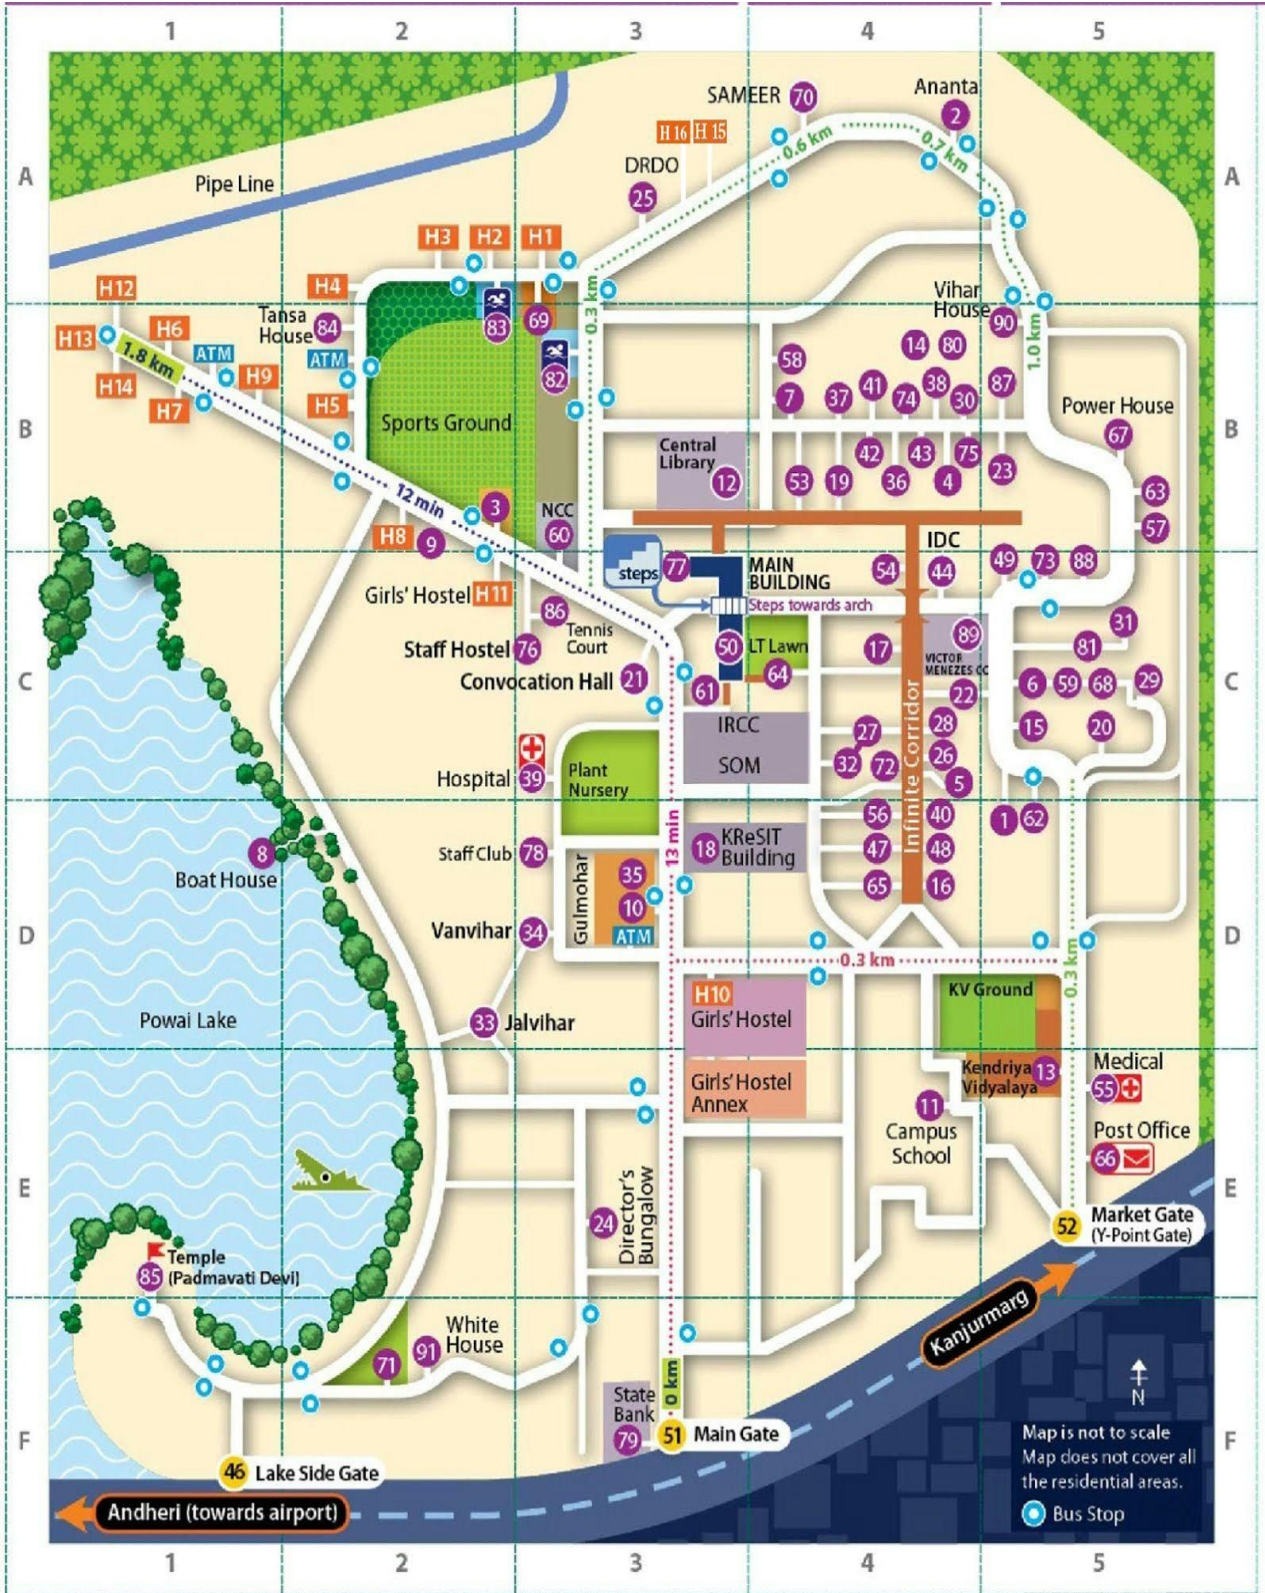 1 2 3 4 5
SAMEER 70
Ananta
2
H 16 H 15
0.6 km
0.7 km
DRDO
25
A
A
Pipe Line
H3 H2 H1
H12
H4
Vihar
House
90
Tansa
House 84
83
69
0.3 km
1.0 km
H13
H6
1.8 km
ATM
ATM
H9
H14
H7
H5
82
58
14 80
41 38 87
7 37 74 30
Power House
67
Sports Ground
B
B
Central
Library 12
42 43 75
53 19 36 4 23
63
57
12 min
3
NCC
60
H8 9
IDC
steps
77
MAIN
BUILDING
54
44
49 73 88
Girls' Hostel H11
Steps towards arch
86
Tennis
Court
Staff Hostel 76
50
LT Lawn
17
89
VICTOR
MENEZES CC
31
81
Convocation Hall 21
61
64
22
6 59 68 29
C
C
IRCC
SOM
27
32 72
28
26
5
15
20
Infinite Corridor
Hospital 39
Plant
Nursery
13 min
56 40
1 62
8
Boat House
Staff Club 78
18 KReSIT
Building
47 48
35
10
ATM
Gulmohar
65 16
Vanvihar 34
D
D
0.3 km
0.3 km
KV Ground
H10
Girls' Hostel
33 Jalvihar
Powai Lake
Girls' Hostel
Annex
Kendriya
Vidyalaya
13
Medical
55
11
Campus
School
Post Office
66
E
E
24
Director's
Bungalow
52 Market Gate
(Y-Point Gate)
Temple
85 (Padmavati Devi)
Kanjurmarg
White
House
71
91
0 km
State
Bank
79
51 Main Gate
N
F
F
46 Lake Side Gate
Map is not to scale
Map does not cover all
the residential areas.
Bus Stop
Andheri (towards airport)
1 2 3 4 5